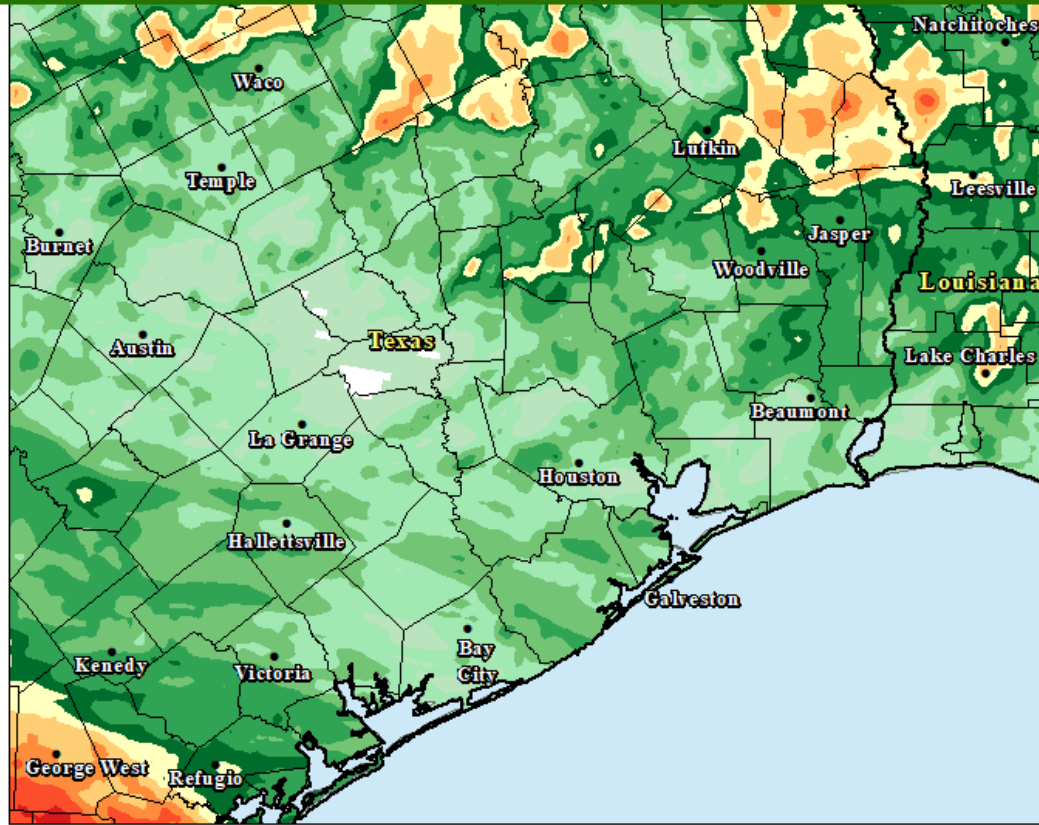 Natchitoches
Waco
Lufkin
Temple
Leesville
Burnet
Jasper
Woodville
Louisiana
Texas
Austin
Lake Charles
Beaumont
La Grange
Houston
Hallettsville
Galveston
Bay
City
Kenedy
Victoria
George West
Refugio